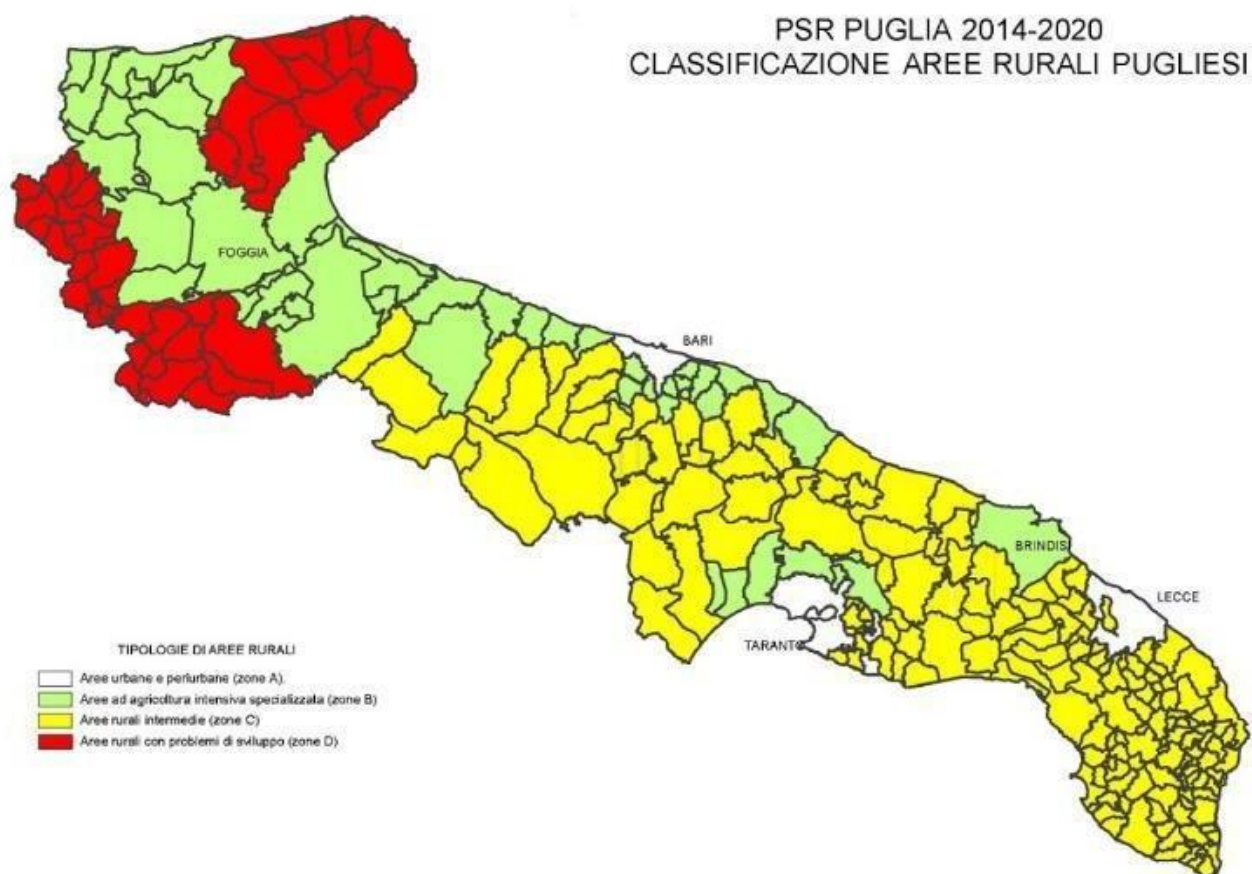 PSR PUGLIA 2014-2020
CLASSIFICAZIONE AREE RURALI PUGLIESI
FOGGIA
BARI
BRINDISI
LECCE
TARANTO
TIPOLOGIE DI AREE RURALI
Aree urbane e periurbane (zone A).
Aree ad agricoltura intensiva specializzata (zone B)
Aree rurali intermedie (zone C)
Aree rurali con problemi di sviluppo (zone D)